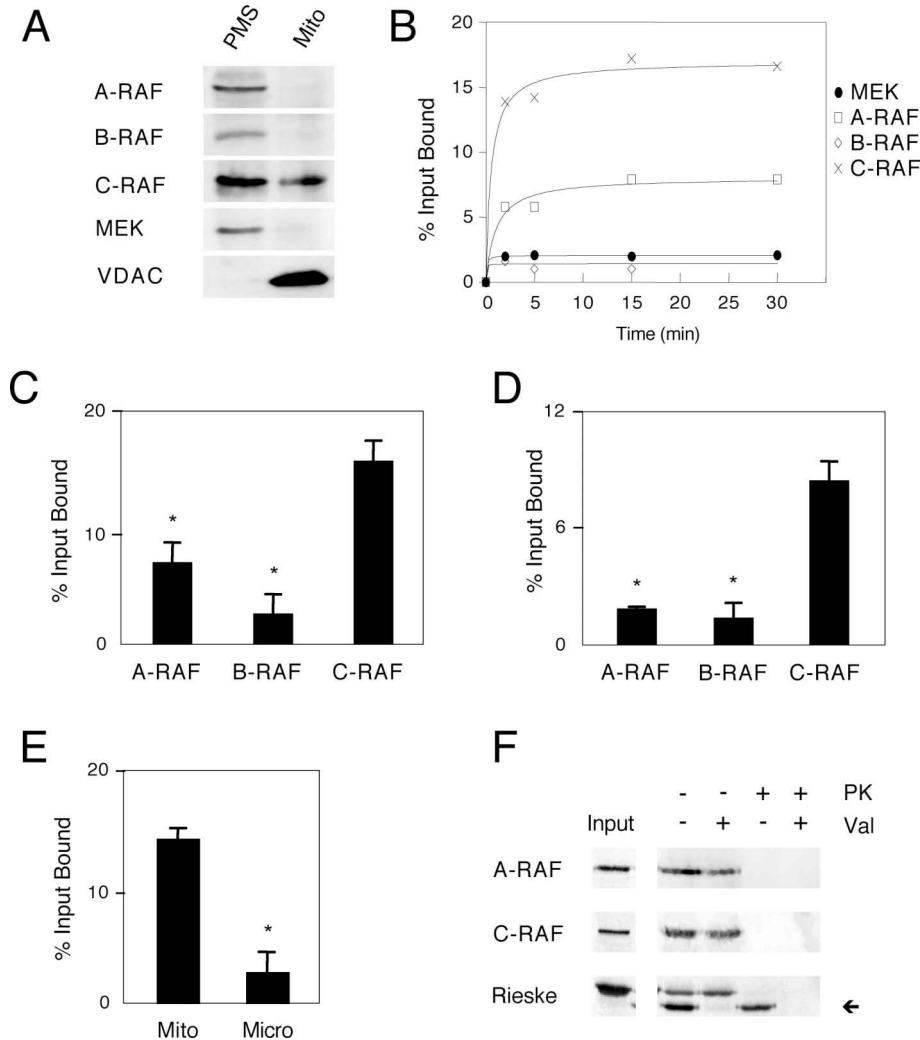 A
PMS Mito
A-RAF
B-RAF
C-RAF
MEK
VDAC
B
% Input Bound
20
15
10
5
0
0 5 10 15 20 25 30
Time (min)
MEK
A-RAF
B-RAF
C-RAF
C
% Input Bound
20
10
0
* *
A-RAF B-RAF C-RAF
D
% Input Bound
12
6
0
* *
A-RAF B-RAF C-RAF
E
% Input Bound
20
10
0
*
Mito Micro
F
- - + + PK
Input - + - + Val
A-RAF
C-RAF
Rieske